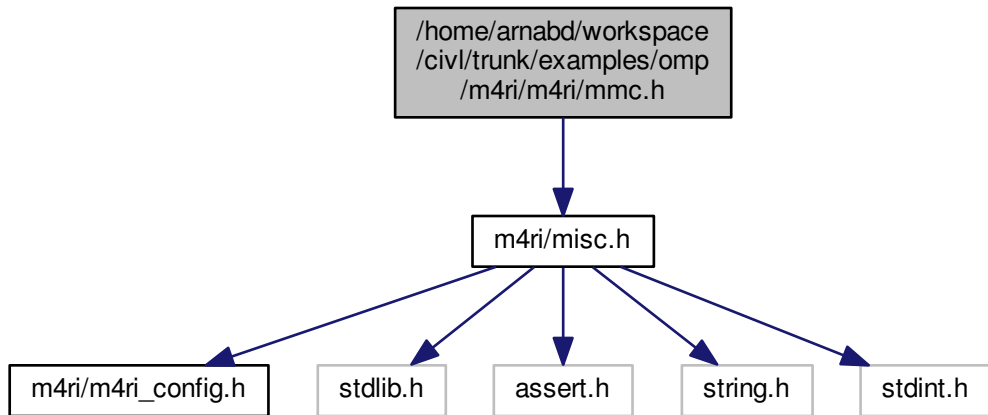 /home/arnabd/workspace
/civl/trunk/examples/omp
/m4ri/m4ri/mmc.h
m4ri/misc.h
m4ri/m4ri_config.h
stdlib.h
assert.h
string.h
stdint.h